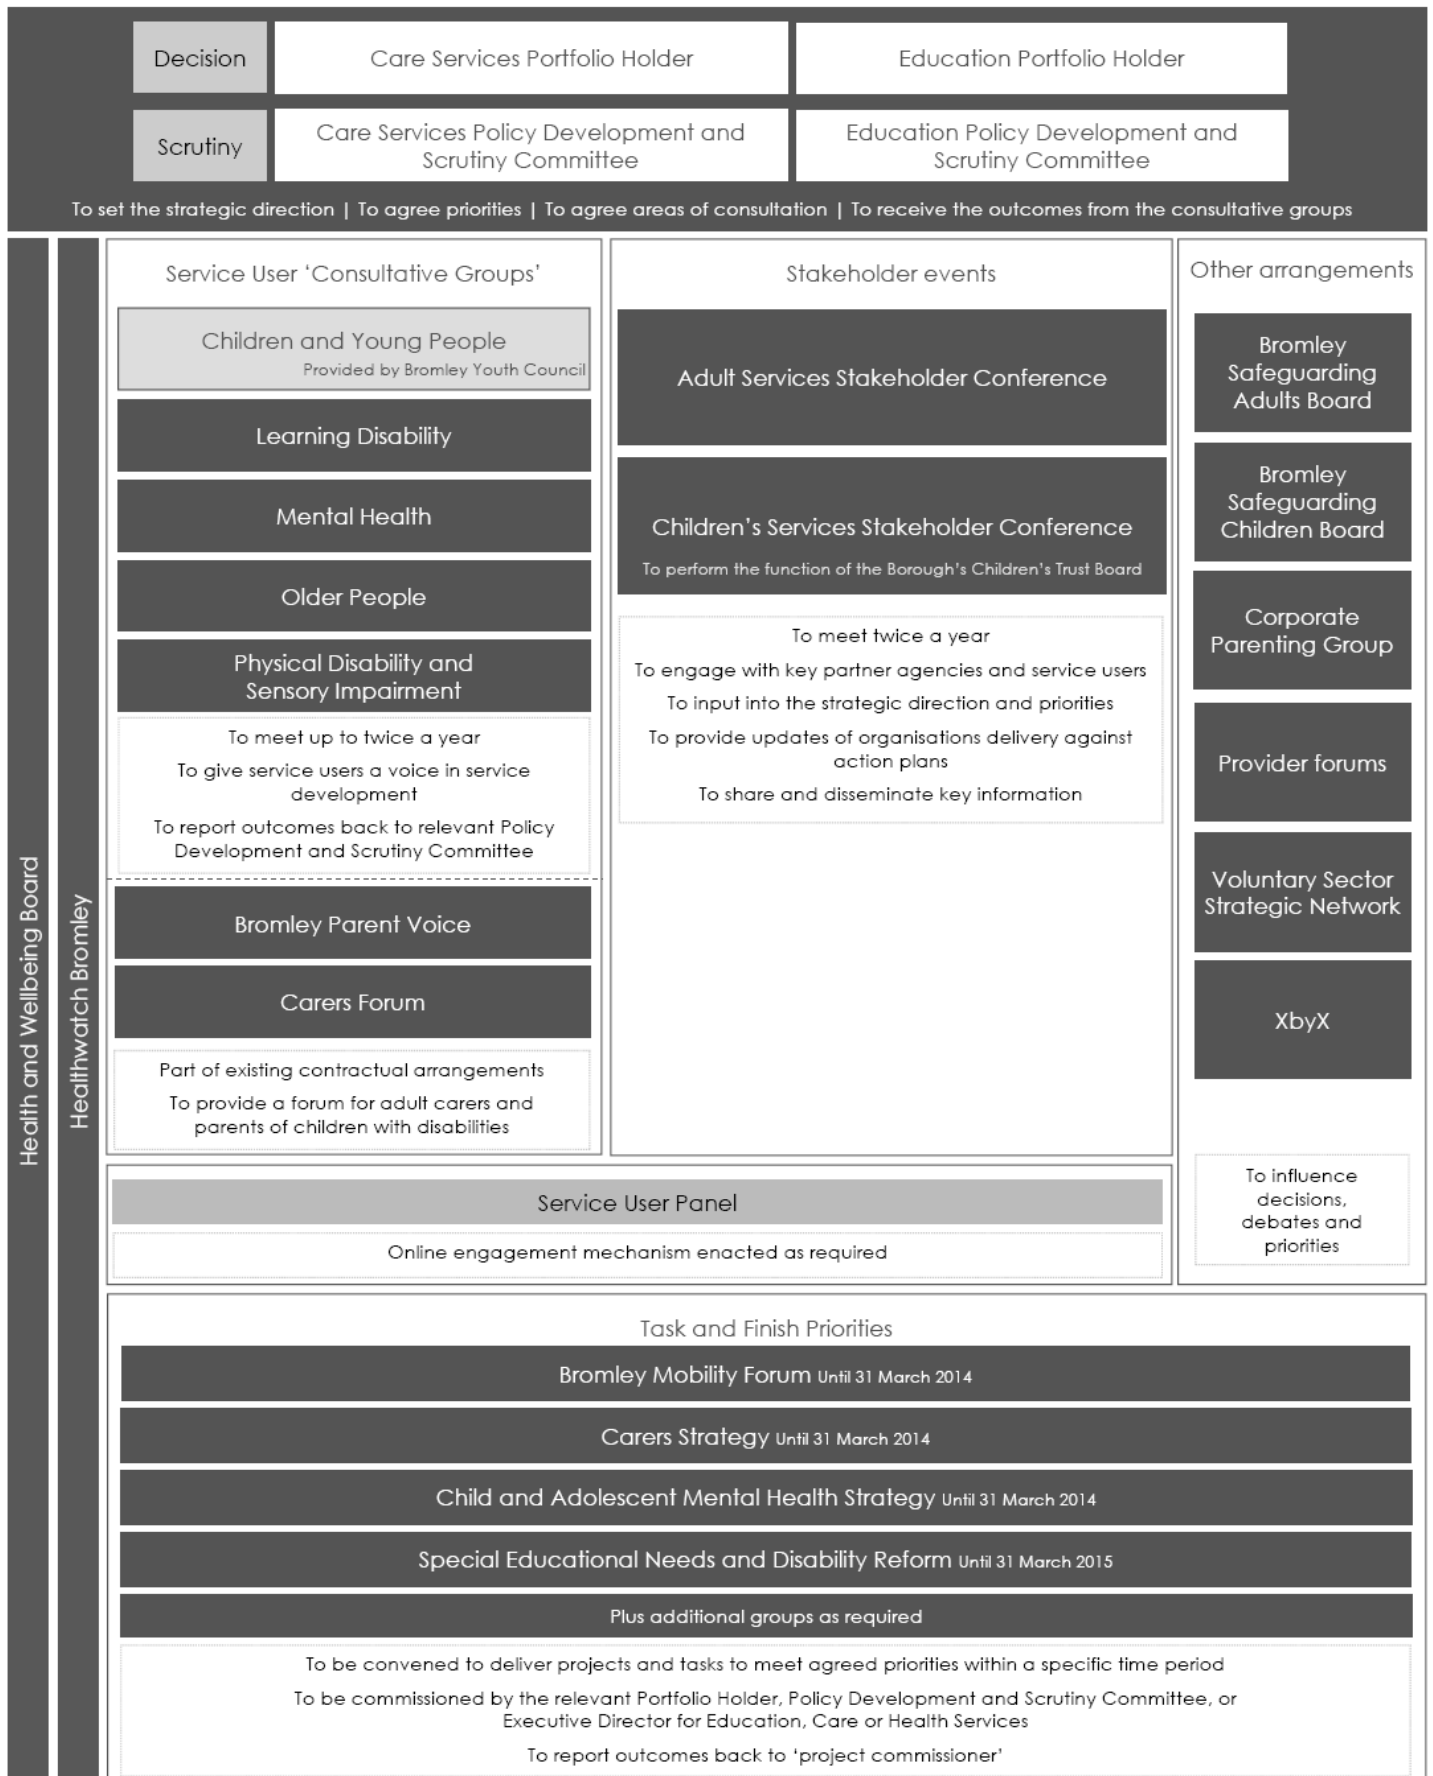 Decision
Care Services Portfolio Holder
Education Portfolio Holder
Scrutiny
Care Services Policy Development and
Scrutiny Committee
Education Policy Development and
Scrutiny Committee
To set the strategic direction | To agree priorities | To agree areas of consultation | To receive the outcomes from the consultative groups
Health and Wellbeing Board
Healthwatch Bromley
Service User ‘Consultative Groups’
Children and Young People
Provided by Bromley Youth Council
Learning Disability
Mental Health
Older People
Physical Disability and
Sensory Impairment
To meet up to twice a year
To give service users a voice in service
development
To report outcomes back to relevant Policy
Development and Scrutiny Committee
Bromley Parent Voice
Carers Forum
Part of existing contractual arrangements
To provide a forum for adult carers and
parents of children with disabilities
Stakeholder events
Adult Services Stakeholder Conference
Children’s Services Stakeholder Conference
To perform the function of the Borough’s Children’s Trust Board
To meet twice a year
To engage with key partner agencies and service users
To input into the strategic direction and priorities
To provide updates of organisations delivery against
action plans
To share and disseminate key information
Other arrangements
Bromley
Safeguarding
Adults Board
Bromley
Safeguarding
Children Board
Corporate
Parenting Group
Provider forums
Voluntary Sector
Strategic Network
XbyX
To influence
decisions,
debates and
priorities
Service User Panel
Online engagement mechanism enacted as required
Task and Finish Priorities
Bromley Mobility Forum Until 31 March 2014
Carers Strategy Until 31 March 2014
Child and Adolescent Mental Health Strategy Until 31 March 2014
Special Educational Needs and Disability Reform Until 31 March 2015
Plus additional groups as required
To be convened to deliver projects and tasks to meet agreed priorities within a specific time period
To be commissioned by the relevant Portfolio Holder, Policy Development and Scrutiny Committee, or
Executive Director for Education, Care or Health Services
To report outcomes back to ‘project commissioner’